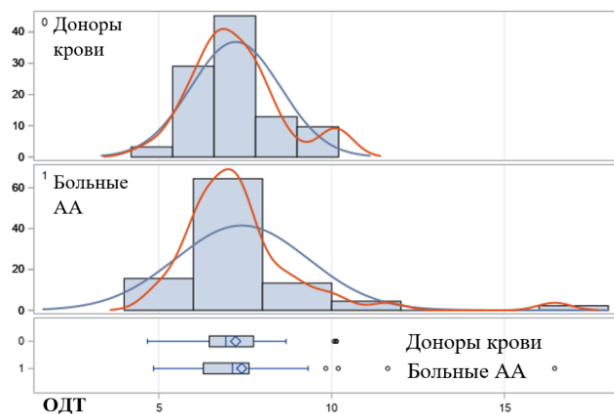 0 Доноры
крови
40
30
20
10
0
1 Больные
АА
60
40
20
0
0 Доноры крови
1 Больные АА
ОДТ 5 10 15